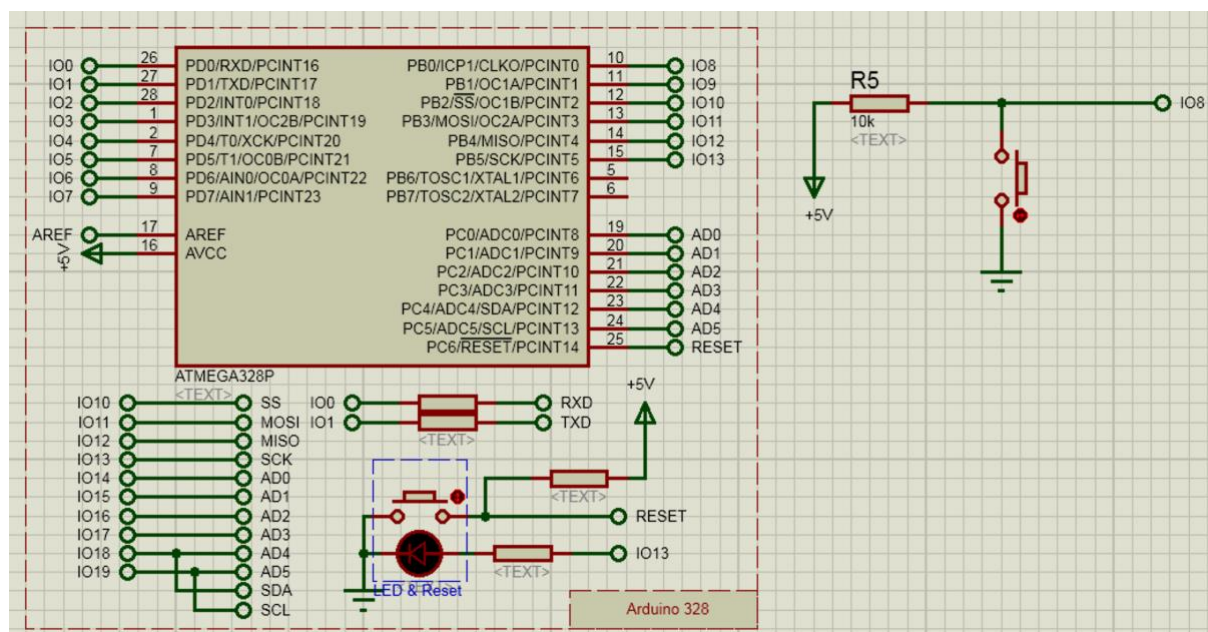 IO0 26 PD0/RXD/PCINT16 PB0/ICP1/CLKO/PCINT0 10 IO8
IO1 27 PD1/TXD/PCINT17 PB1/OC1A/PCINT1 11 IO9
IO2 28 PD2/INT0/PCINT18 PB2/SS/OC1B/PCINT2 12 IO10
IO3 1 PD3/INT1/OC2B/PCINT19 PB3/MOSI/OC2A/PCINT3 13 IO11
IO4 2 PD4/T0/XCK/PCINT20 PB4/MISO/PCINT4 14 IO12
IO5 7 PD5/T1/OC0B/PCINT21 PB5/SCK/PCINT5 15 IO13
IO6 8 PD6/AIN0/OC0A/PCINT22 PB6/TOSC1/XTAL1/PCINT6 5
IO7 9 PD7/AIN1/PCINT23 PB7/TOSC2/XTAL2/PCINT7 6
AREF 17 AREF PC0/ADC0/PCINT8 19 AD0
+5V 16 AVCC PC1/ADC1/PCINT9 20 AD1
PC2/ADC2/PCINT10 21 AD2
PC3/ADC3/PCINT11 22 AD3
PC4/ADC4/SDA/PCINT12 23 AD4
PC5/ADC5/SCL/PCINT13 24 AD5
PC6/RESET/PCINT14 25 RESET
ATMEGA328P
<TEXT>
IO10 SS
IO11 MOSI
IO12 MISO
IO13 SCK
IO14 AD0
IO15 AD1
IO16 AD2
IO17 AD3
IO18 AD4
IO19 AD5
SDA
SCL
IO0 RXD
IO1 TXD
<TEXT>
+5V
<TEXT>
RESET
IO13
<TEXT>
LED & Reset
Arduino 328
R5
10k
<TEXT>
+5V
IO8